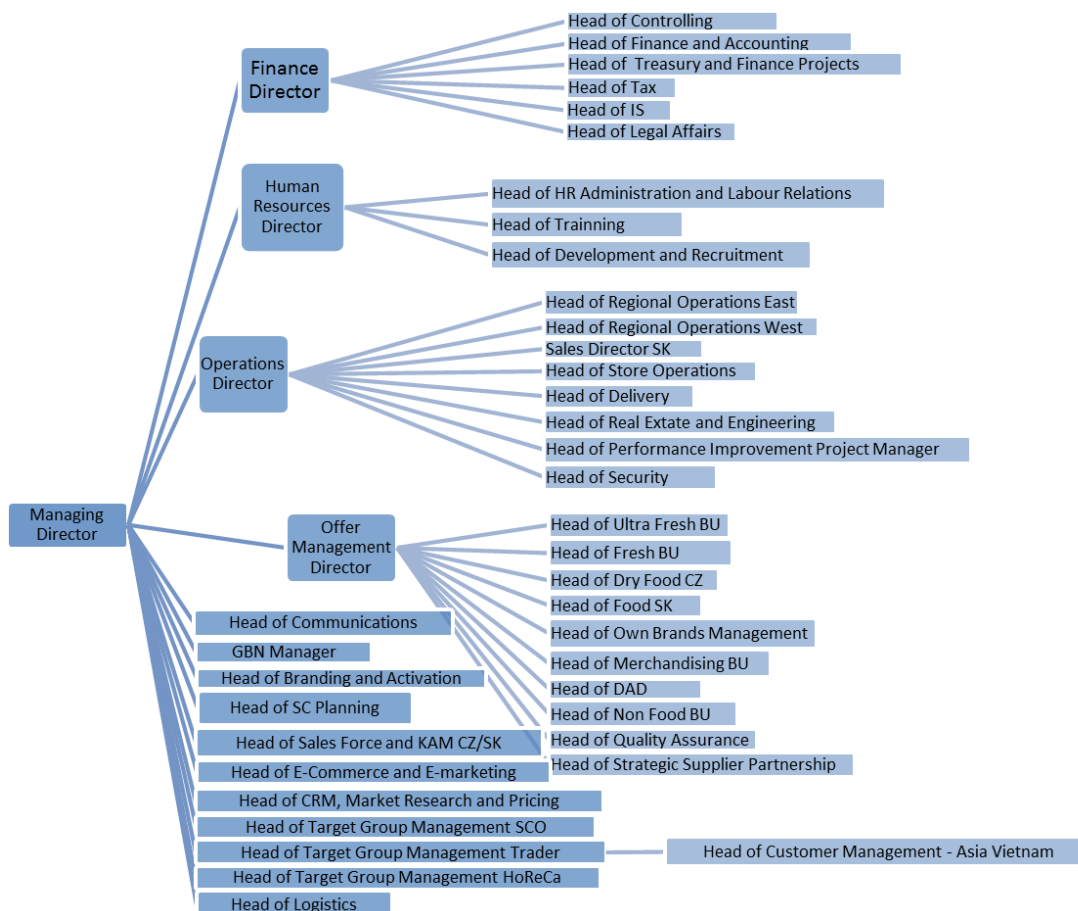 Head of Controlling
Head of Finance and Accounting
Head of  Treasury and Finance Projects
Head of Tax
Head of IS
Head of Legal Affairs
Finance
Director
Human
Resources
Director
Head of HR Administration and Labour Relations
Head of Trainning
Head of Development and Recruitment
Operations
Director
Head of Regional Operations East
Head of Regional Operations West
Sales Director SK
Head of Store Operations
Head of Delivery
Head of Real Extate and Engineering
Head of Performance Improvement Project Manager
Head of Security
Managing
Director
Offer
Management
Director
Head of Ultra Fresh BU
Head of Fresh BU
Head of Dry Food CZ
Head of Food SK
Head of Own Brands Management
Head of Merchandising BU
Head of DAD
Head of Non Food BU
Head of Quality Assurance
Head of Strategic Supplier Partnership
Head of Communications
GBN Manager
Head of Branding and Activation
Head of SC Planning
Head of Sales Force and KAM CZ/SK
Head of E-Commerce and E-marketing
Head of CRM, Market Research and Pricing
Head of Target Group Management SCO
Head of Target Group Management Trader
Head of Customer Management - Asia Vietnam
Head of Target Group Management HoReCa
Head of Logistics